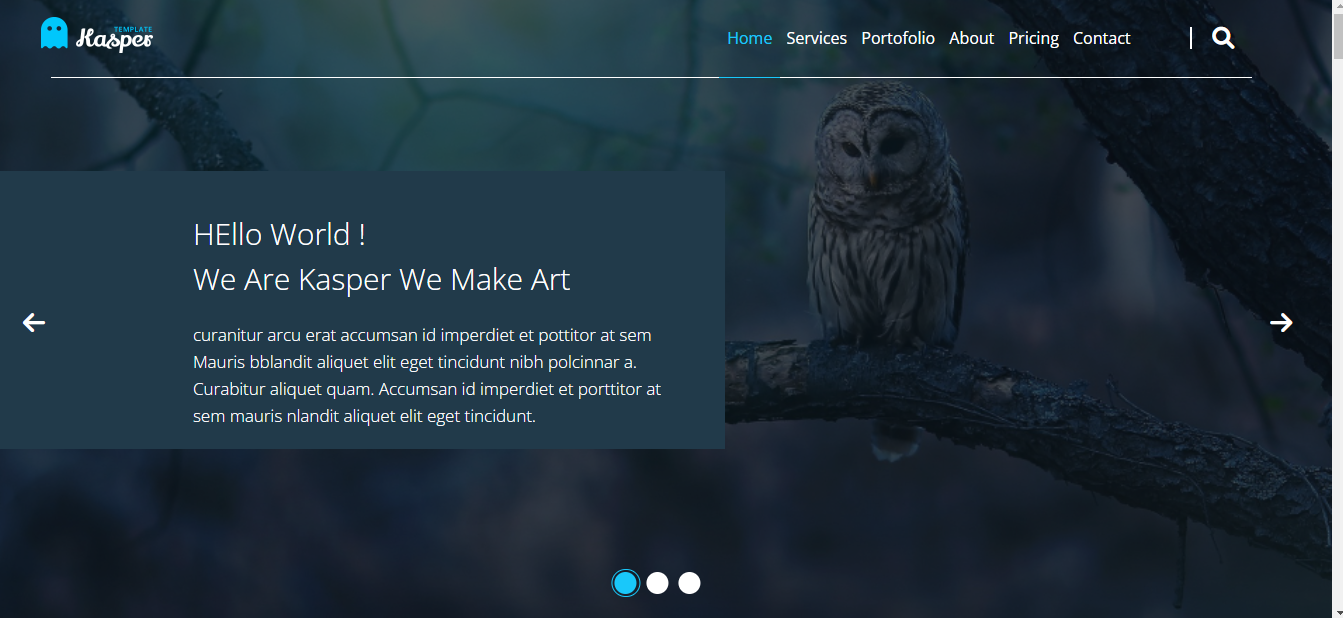 TEMPLATE
Kasper
Home Services Portofolio About Pricing Contact
HEllo World !
We Are Kasper We Make Art
curanitur arcu erat accumsan id imperdiet et pottitor at sem
Mauris bblandit aliquet elit eget tincidunt nibh polcinnar a.
Curabitur aliquet quam. Accumsan id imperdiet et porttitor at
sem mauris nlandit aliquet elit eget tincidunt.